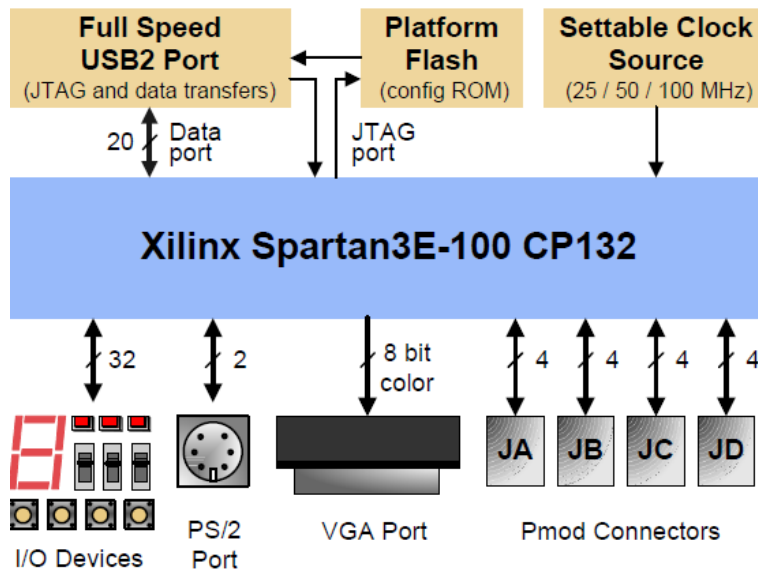 Full Speed
USB2 Port
(JTAG and data transfers)
Platform
Flash
(config ROM)
Settable Clock
Source
(25 / 50 / 100 MHz)
20
Data
port
JTAG
port
Xilinx Spartan3E-100 CP132
32
2
8 bit
color
4
4
4
4
JA
JB
JC
JD
I/O Devices
PS/2
Port
VGA Port
Pmod Connectors